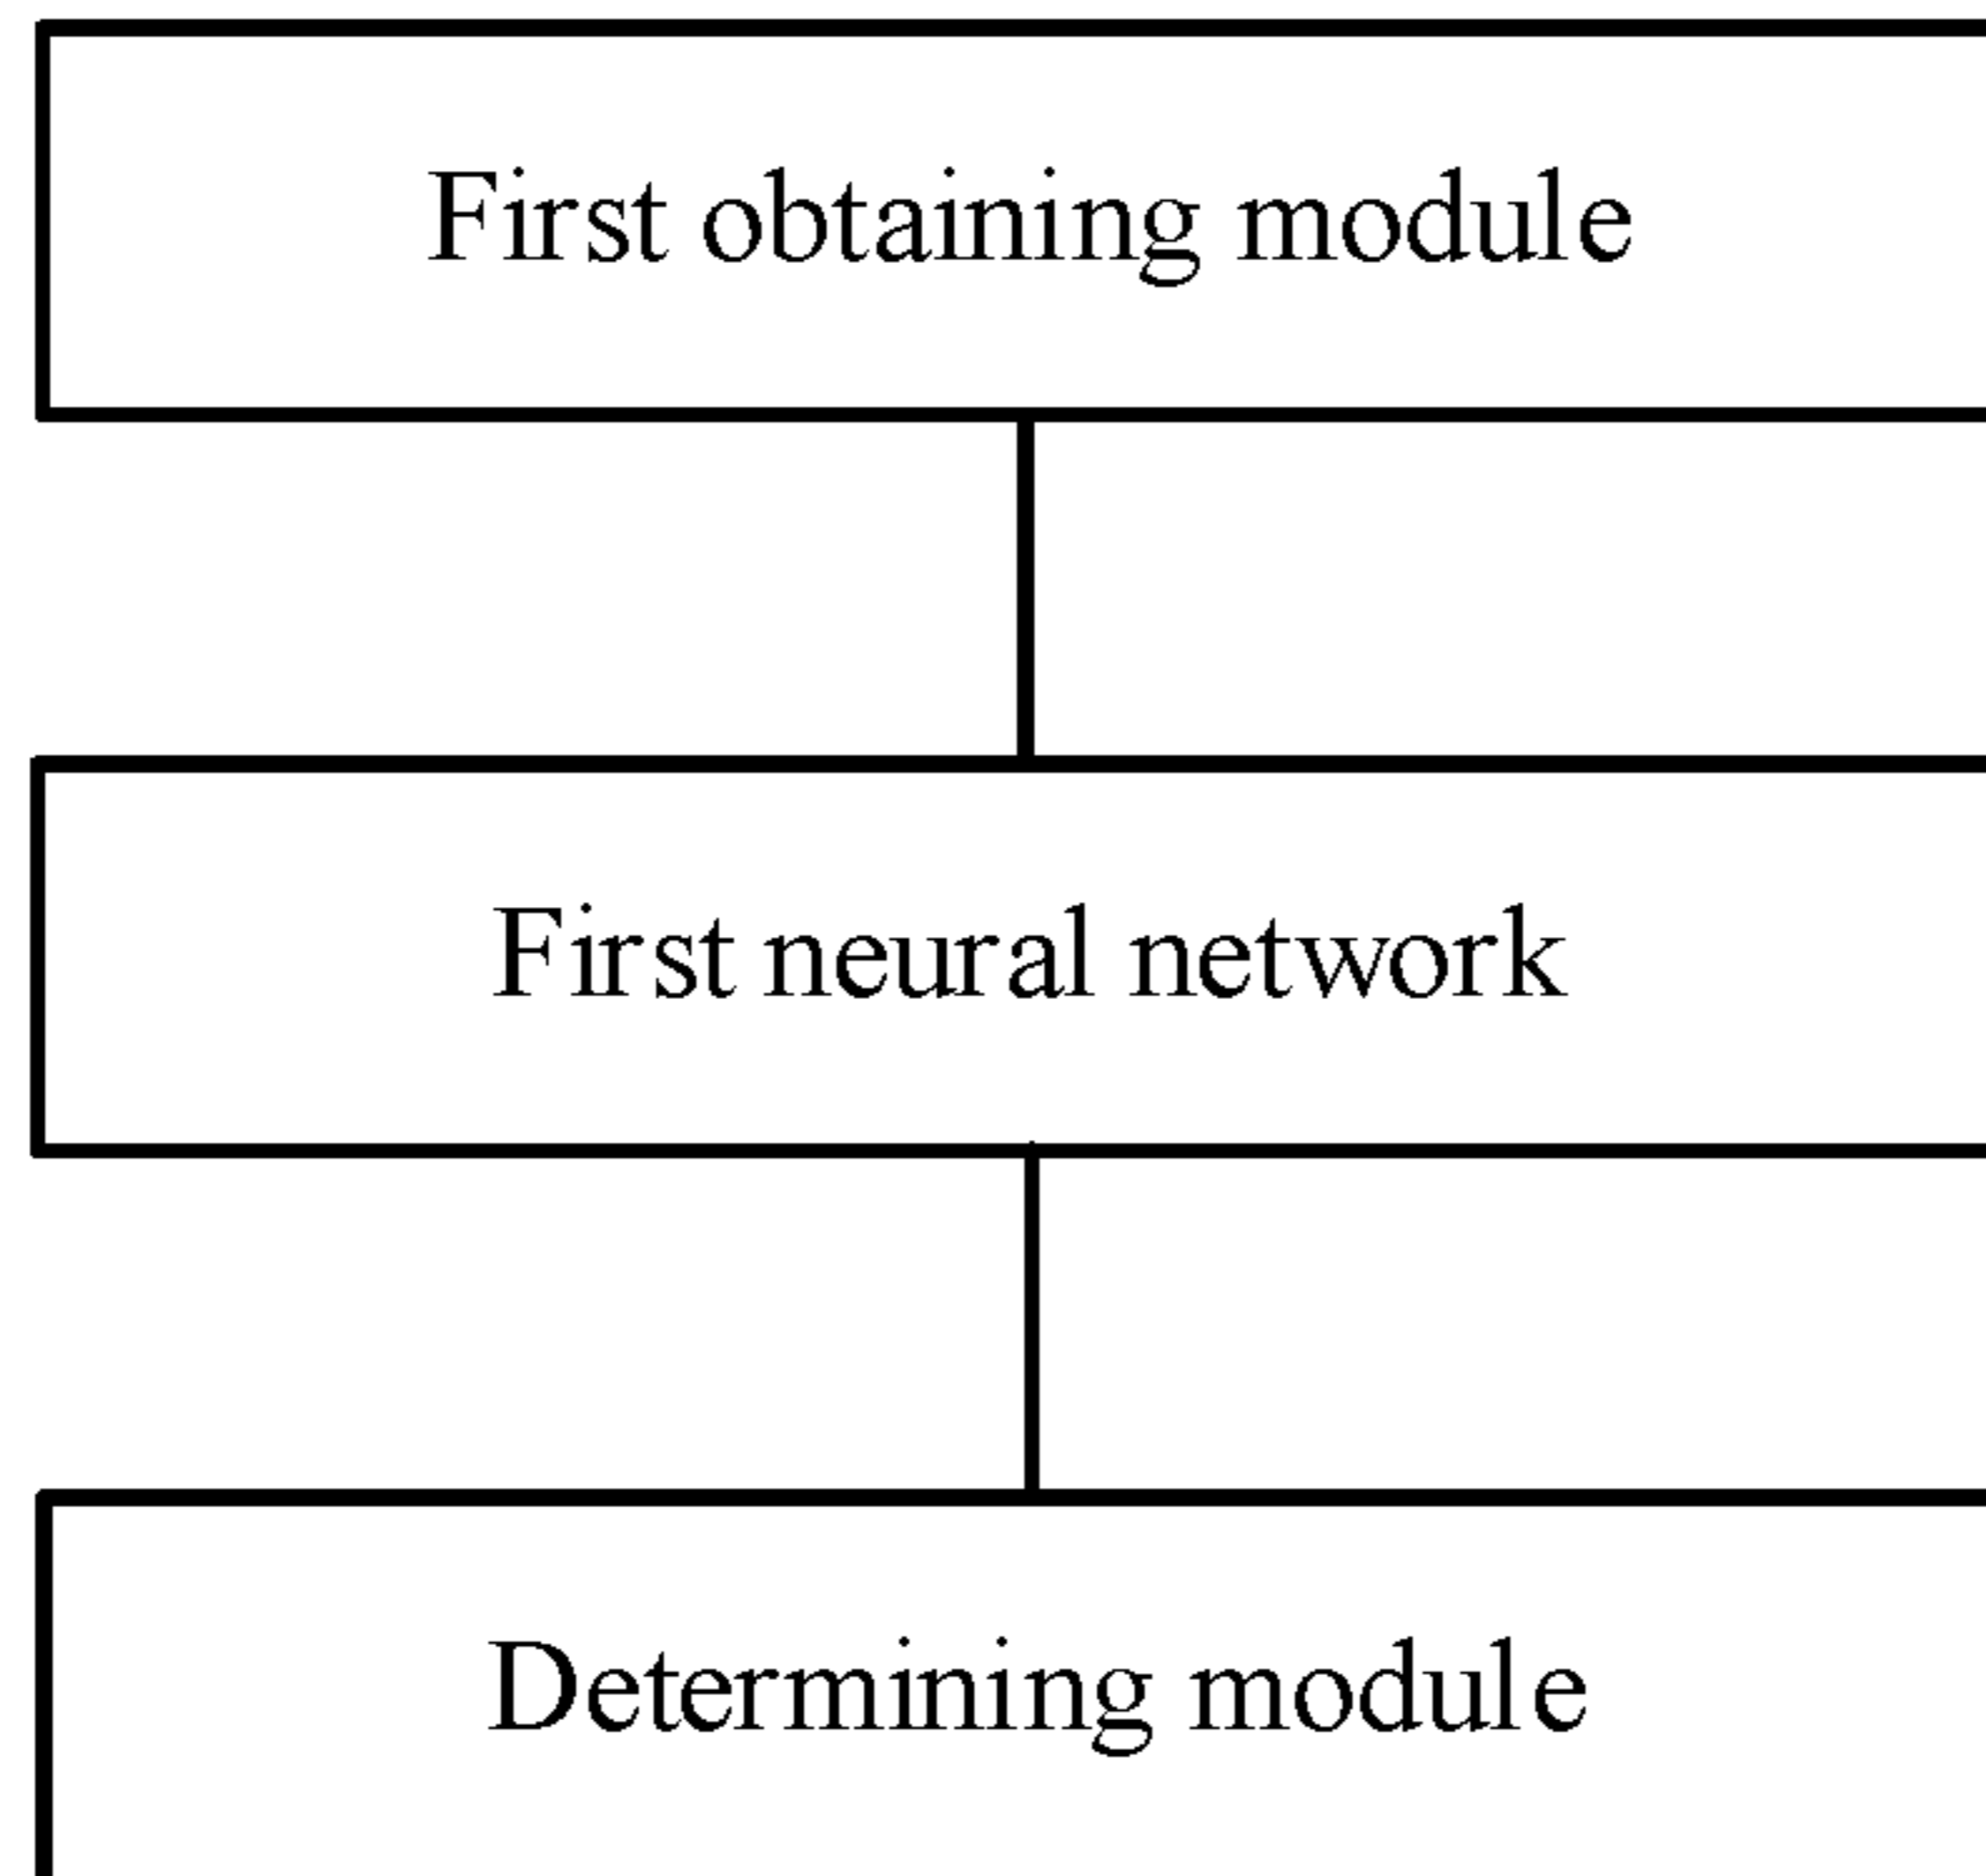 First obtaining module
First neural network
Determining module